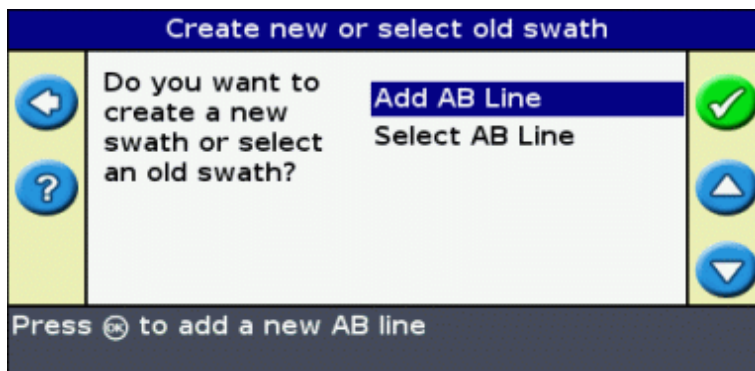 Create new or select old swath
Do you want to
create a new
swath or select
an old swath?
Add AB Line
Select AB Line
?
Press OK to add a new AB line